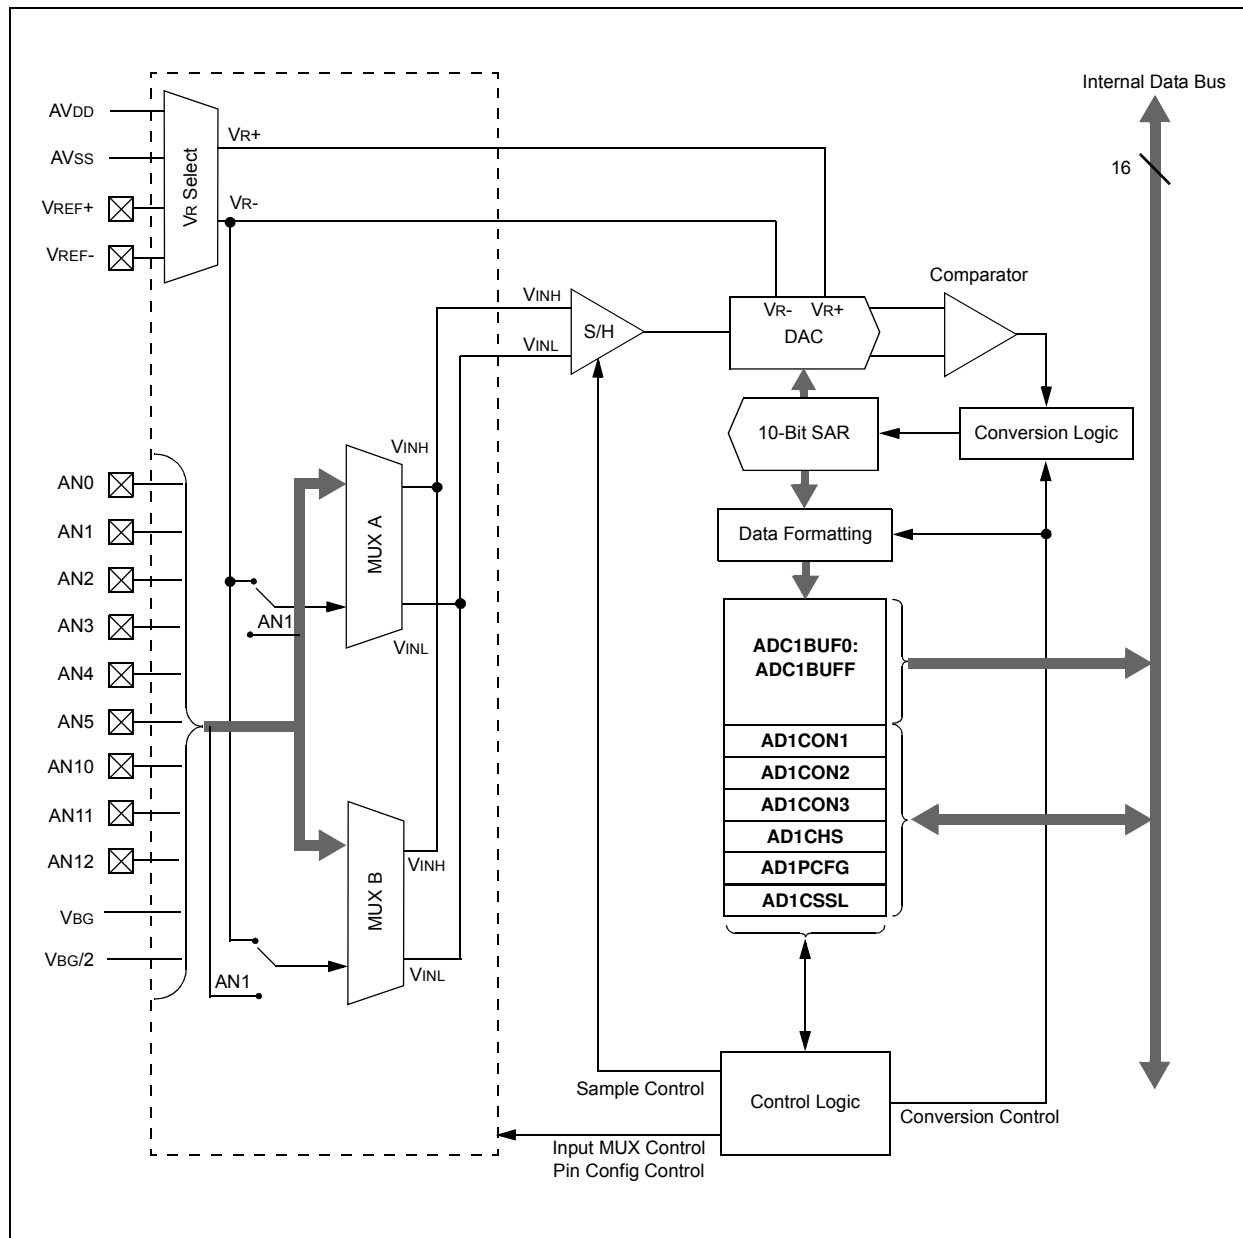 Internal Data Bus
16
AVDD
AVSS
VREF+
VREF-
VR Select
VR+
VR-
Comparator
VINH
VINL
S/H
VR- VR+
DAC
10-Bit SAR
Conversion Logic
Data Formatting
AN0
AN1
AN2
AN3
AN4
AN5
AN10
AN11
AN12
VBG
VBG/2
VINH
MUX A
AN1
VINL
VINH
MUX B
AN1
VINL
ADC1BUF0:
ADC1BUFF
AD1CON1
AD1CON2
AD1CON3
AD1CHS
AD1PCFG
AD1CSSL
Sample Control
Control Logic
Conversion Control
Input MUX Control
Pin Config Control